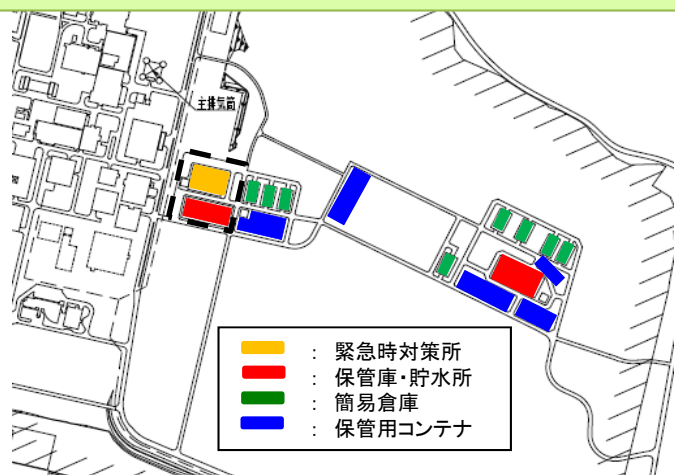 主排気筒
： 緊急時対策所
： 保管庫・貯水所
： 簡易倉庫
： 保管用コンテナ